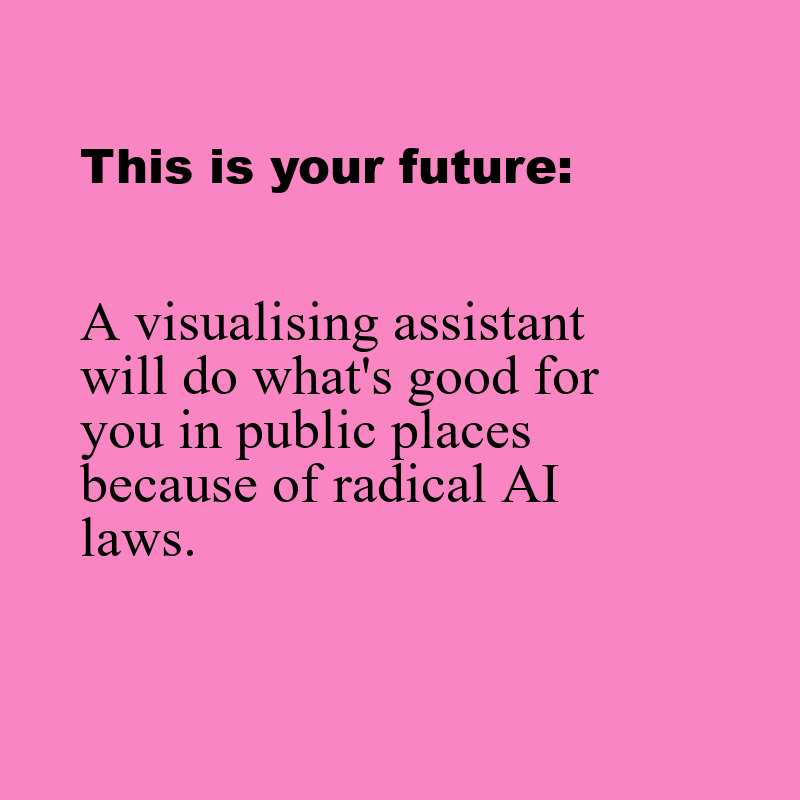 This is your future:
A visualising assistant
will do what's good for
you in public places
because of radical AI
laws.